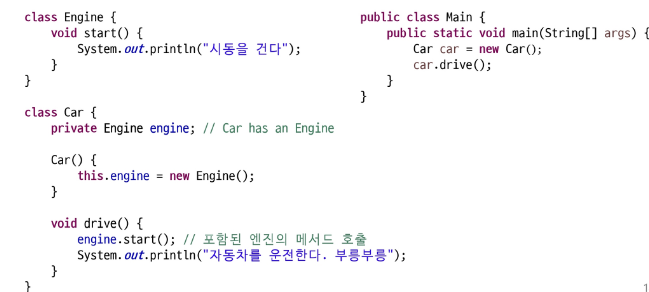 class Engine {
    void start() {
        System.out.println("시동을 건다");
    }
}

class Car {
    private Engine engine; // Car has an Engine

    Car() {
        this.engine = new Engine();
    }

    void drive() {
        engine.start(); // 포함된 엔진의 메서드 호출
        System.out.println("자동차를 운전한다. 부릉부릉");
    }
}

public class Main {
    public static void main(String[] args) {
        Car car = new Car();
        car.drive();
    }
}
1